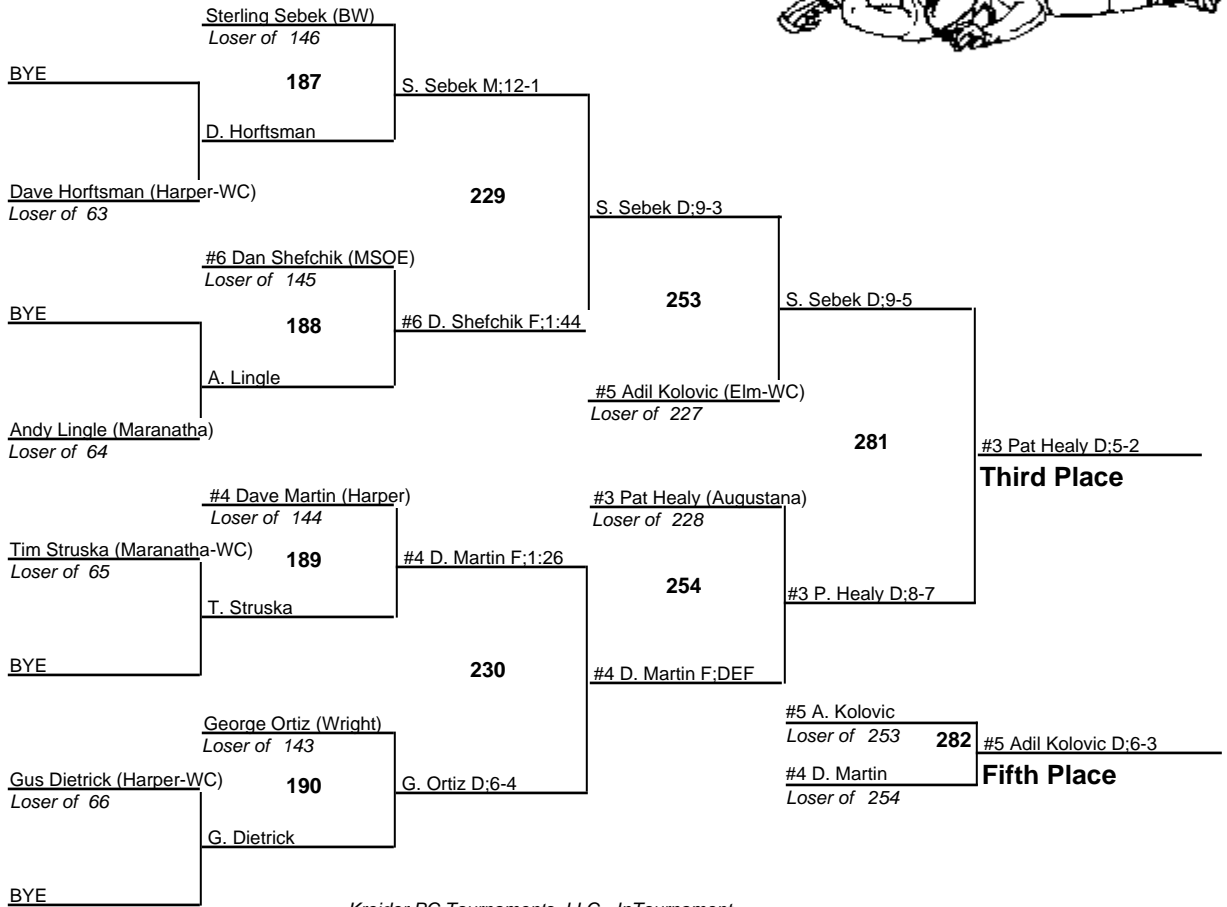 Sterling Sebek (BW)
Loser of 146
BYE
187
S. Sebek M;12-1
D. Horftsman
Dave Horftsman (Harper-WC)
Loser of 63
229
S. Sebek D;9-3
#6 Dan Shefchik (MSOE)
Loser of 145
BYE
188
#6 D. Shefchik F;1:44
253
S. Sebek D;9-5
A. Lingle
#5 Adil Kolovic (Elm-WC)
Loser of 227
Andy Lingle (Maranatha)
Loser of 64
281
#3 Pat Healy D;5-2
Third Place
#4 Dave Martin (Harper)
Loser of 144
#3 Pat Healy (Augustana)
Loser of 228
Tim Struska (Maranatha-WC)
Loser of 65
189
#4 D. Martin F;1:26
254
#3 P. Healy D;8-7
T. Struska
BYE
230
#4 D. Martin F;DEF
George Ortiz (Wright)
Loser of 143
#5 A. Kolovic
Loser of 253
282
#5 Adil Kolovic D;6-3
Fifth Place
Gus Dietrick (Harper-WC)
Loser of 66
190
G. Ortiz D;6-4
#4 D. Martin
Loser of 254
G. Dietrick
BYE